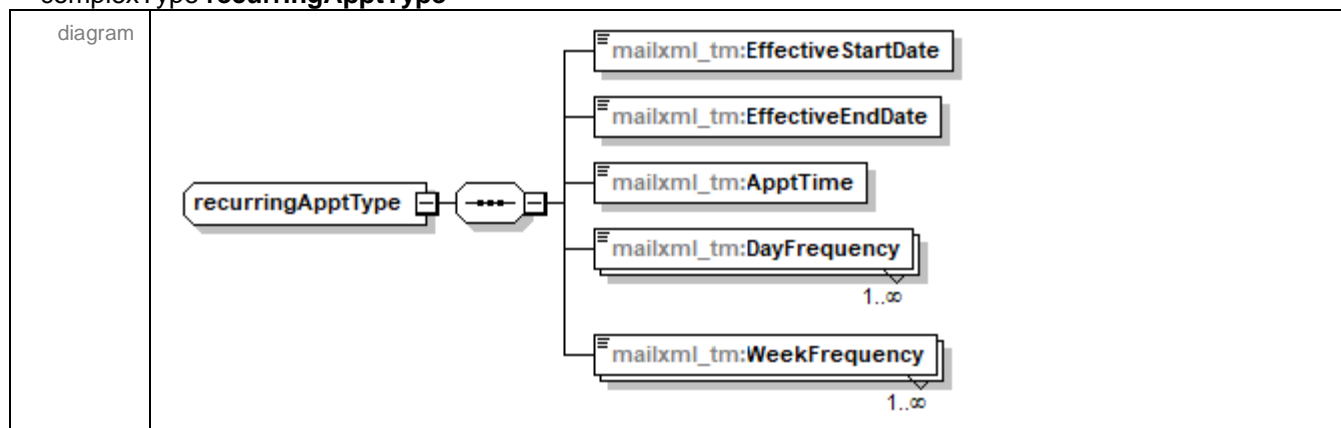 complexType recurringApptType
diagram
mailxml_tm:EffectiveStartDate
mailxml_tm:EffectiveEndDate
recurringApptType
mailxml_tm:ApptTime
mailxml_tm:DayFrequency
1..∞
mailxml_tm:WeekFrequency
1..∞